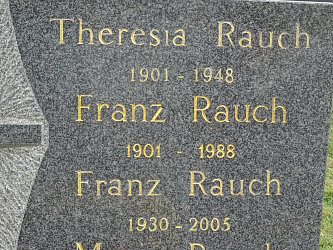 Theresia Rauch
1901 - 1948
Franz Rauch
1901 - 1988
Franz Rauch
1930 - 2005